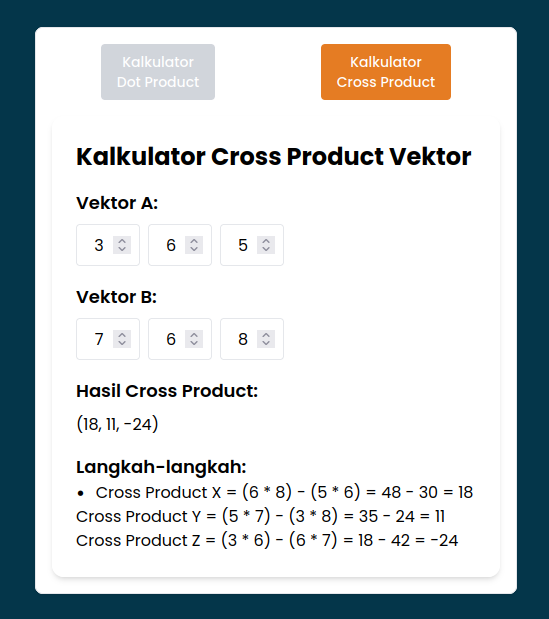 Kalkulator
Dot Product
Kalkulator
Cross Product
Kalkulator Cross Product Vektor
Vektor A:
3 6 5
Vektor B:
7 6 8
Hasil Cross Product:
(18, 11, -24)
Langkah-langkah:
• Cross Product X = (6 * 8) - (5 * 6) = 48 - 30 = 18
Cross Product Y = (5 * 7) - (3 * 8) = 35 - 24 = 11
Cross Product Z = (3 * 6) - (6 * 7) = 18 - 42 = -24